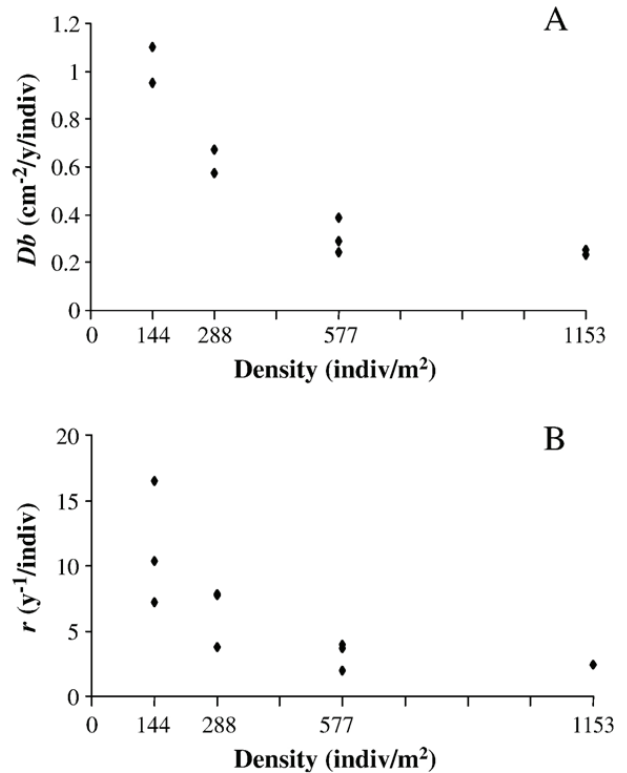 A
1.2
1
0.8
0.6
0.4
0.2
0
Db (cm⁻²/y/indiv)
0 144 288 577 1153
Density (indiv/m²)
B
20
15
10
5
0
r (y⁻¹/indiv)
0 144 288 577 1153
Density (indiv/m²)